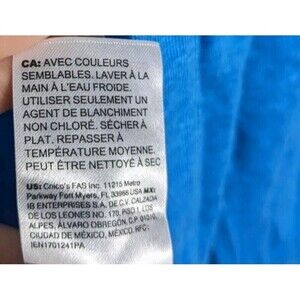 CA: AVEC COULEURS
SEMBLABLES. LAVER À LA
MAIN À L'EAU FROIDE.
UTILISER SEULEMENT UN
AGENT DE BLANCHIMENT
NON CHLORÉ. SÉCHER À
PLAT. REPASSER À
TEMPÉRATURE MOYENNE.
PEUT ÊTRE NETTOYÉ À SEC
US: Chico's FAS Inc. 11215 Metro
Parkway Fort Myers, FL 33966 USA MX:
IB ENTERPRISES S.A. DE C.V. CALZADA
DE LOS LEONES NO. 170, PISO 1, LOS
ALPES, ÁLVARO OBREGÓN, C.P. 01010,
CIUDAD DE MÉXICO, MÉXICO, RFC:
IEN1701241PA